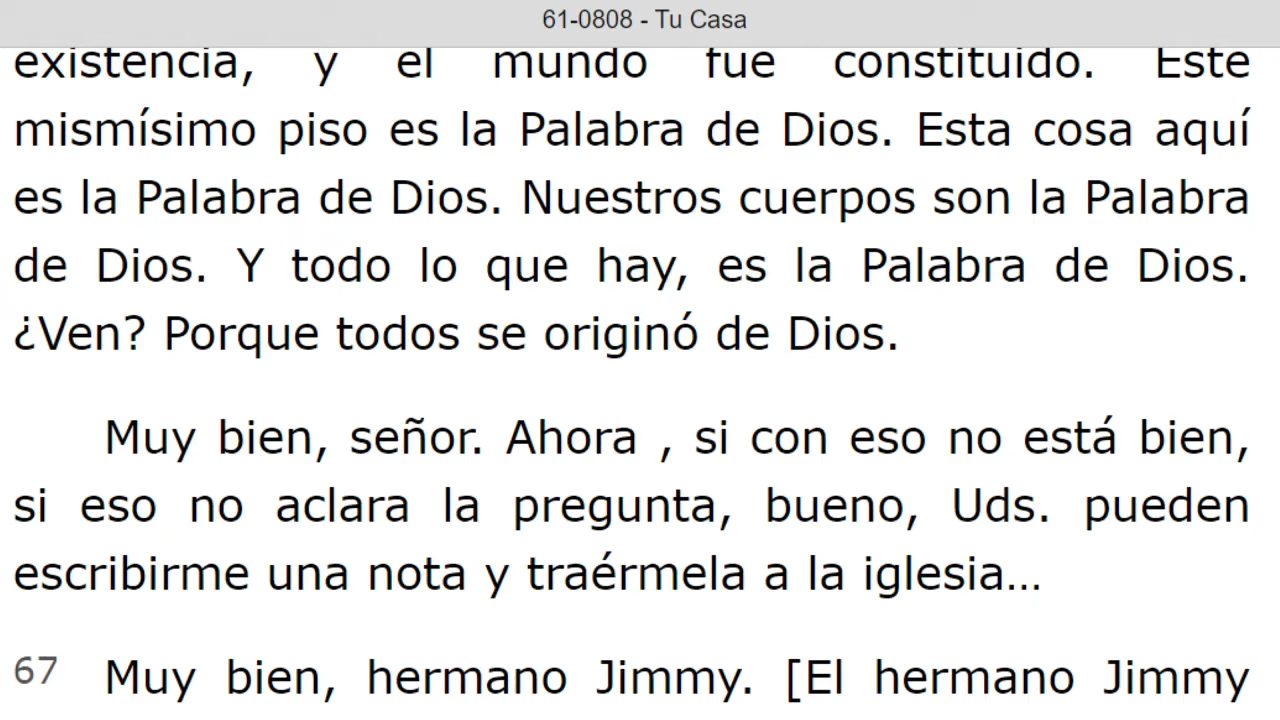 61-0808 - Tu Casa
existencia, y el mundo fue constituido. Este
mismísimo piso es la Palabra de Dios. Esta cosa aquí
es la Palabra de Dios. Nuestros cuerpos son la Palabra
de Dios. Y todo lo que hay, es la Palabra de Dios.
¿Ven? Porque todos se originó de Dios.
Muy bien, señor. Ahora , si con eso no está bien,
si eso no aclara la pregunta, bueno, Uds. pueden
escribirme una nota y traérmela a la iglesia...
67 Muy bien, hermano Jimmy. [El hermano Jimmy